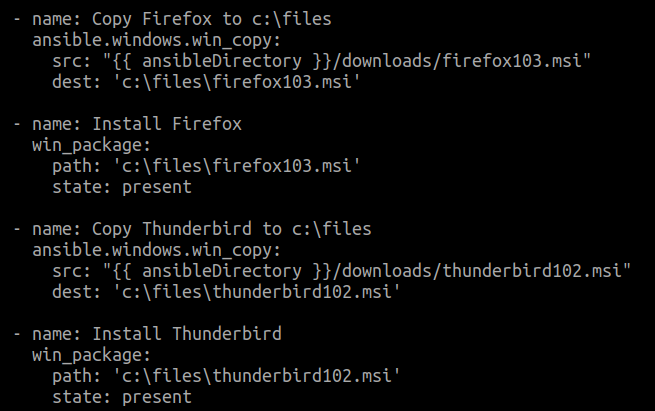 - name: Copy Firefox to c:\files
  ansible.windows.win_copy:
    src: "{{ ansibleDirectory }}/downloads/firefox103.msi"
    dest: 'c:\files\firefox103.msi'

- name: Install Firefox
  win_package:
    path: 'c:\files\firefox103.msi'
    state: present

- name: Copy Thunderbird to c:\files
  ansible.windows.win_copy:
    src: "{{ ansibleDirectory }}/downloads/thunderbird102.msi"
    dest: 'c:\files\thunderbird102.msi'

- name: Install Thunderbird
  win_package:
    path: 'c:\files\thunderbird102.msi'
    state: present